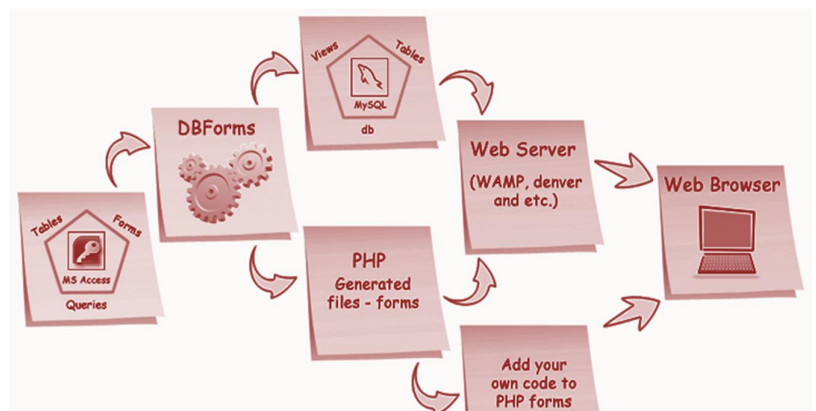 Tables
Forms
MS Access
Queries
DBForms
Views
Tables
MySQL
db
PHP
Generated
files - forms
Web Server
(WAMP, denver
and etc.)
Add your
own code to
PHP forms
Web Browser